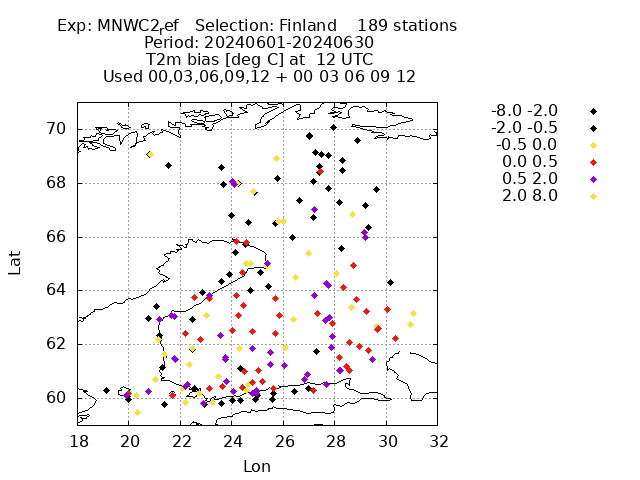 Exp: MNWC2_ref   Selection: Finland    189 stations
Period: 20240601-20240630
T2m bias [deg C] at  12 UTC
Used 00,03,06,09,12 + 00 03 06 09 12
-8.0 -2.0
-2.0 -0.5
-0.5 0.0
0.0 0.5
0.5 2.0
2.0 8.0
70
68
66
64
62
60
Lat
18 20 22 24 26 28 30 32
Lon